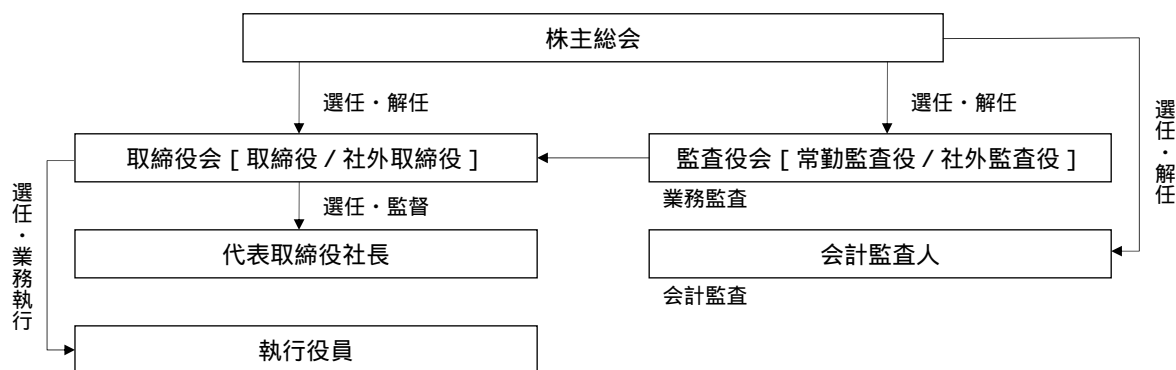 株主総会
選任・解任
選任・解任
選任・解任
取締役会 [ 取締役 / 社外取締役 ]
監査役会 [ 常勤監査役 / 社外監査役 ]
業務監査
選任・業務執行
選任・監督
代表取締役社長
会計監査人
会計監査
執行役員